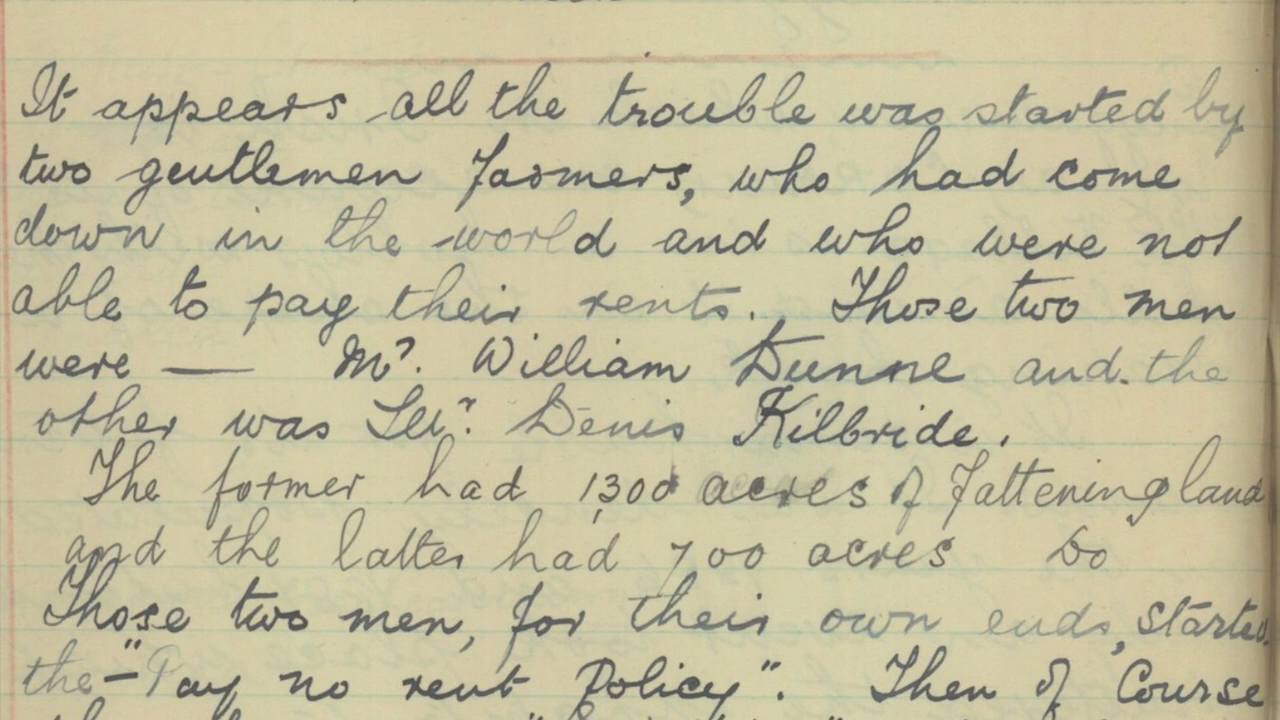 It appears all the trouble was started by
two gentlemen farmers, who had come
down in the world and who were not
able to pay their rents. Those two men
were — Mr. William Dunne and the
other was Mr. Denis Kilbride.
The former had 1300 acres of fattening land
and the latter had 700 acres Do
Those two men, for their own ends, started
the "Pay no rent Policy". Then of Course